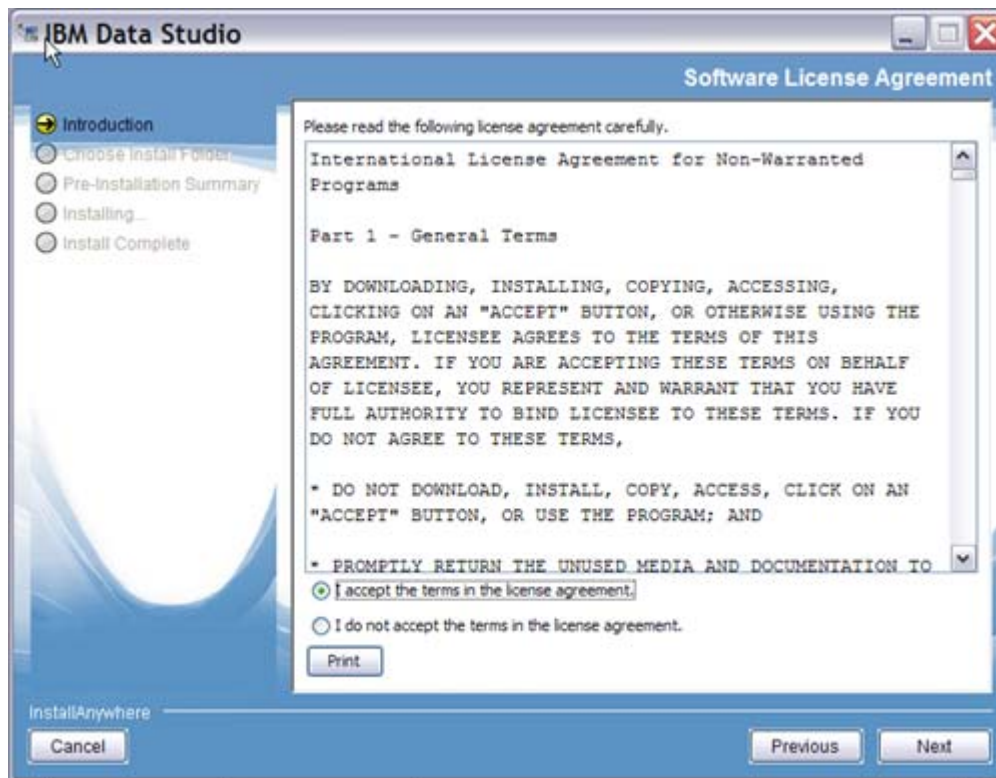 IBM Data Studio
Software License Agreement
Introduction
Choose Install Folder
Pre-Installation Summary
Installing...
Install Complete
Please read the following license agreement carefully.
International License Agreement for Non-Warranted
Programs
Part 1 - General Terms
BY DOWNLOADING, INSTALLING, COPYING, ACCESSING,
CLICKING ON AN "ACCEPT" BUTTON, OR OTHERWISE USING THE
PROGRAM, LICENSEE AGREES TO THE TERMS OF THIS
AGREEMENT. IF YOU ARE ACCEPTING THESE TERMS ON BEHALF
OF LICENSEE, YOU REPRESENT AND WARRANT THAT YOU HAVE
FULL AUTHORITY TO BIND LICENSEE TO THESE TERMS. IF YOU
DO NOT AGREE TO THESE TERMS,
* DO NOT DOWNLOAD, INSTALL, COPY, ACCESS, CLICK ON AN
"ACCEPT" BUTTON, OR USE THE PROGRAM; AND
* PROMPTLY RETURN THE UNUSED MEDIA AND DOCUMENTATION TO
I accept the terms in the license agreement.
I do not accept the terms in the license agreement.
Print
InstallAnywhere
Cancel
Previous
Next